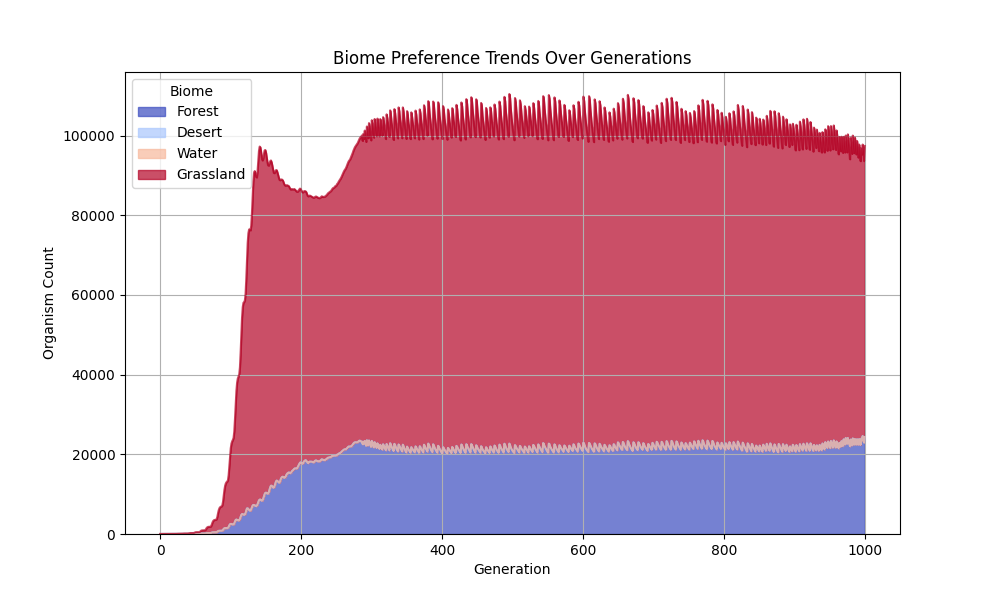 Biome Preference Trends Over Generations
Biome
Forest
Desert
Water
Grassland
Organism Count
100000
80000
60000
40000
20000
0
0 200 400 600 800 1000
Generation